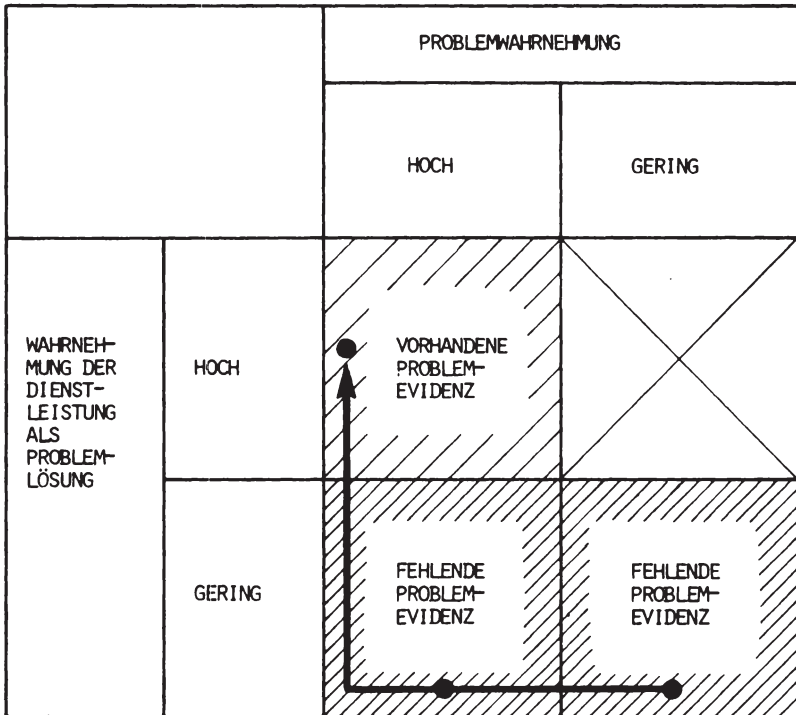 PROBLEMWAHRNEHMUNG
HOCH
GERING
WAHRNEH-
MUNG DER
DIENST-
LEISTUNG
ALS
PROBLEM-
LÖSUNG
HOCH
VORHANDENE
PROBLEM-
EVIDENZ
GERING
FEHLENDE
PROBLEM-
EVIDENZ
FEHLENDE
PROBLEM-
EVIDENZ